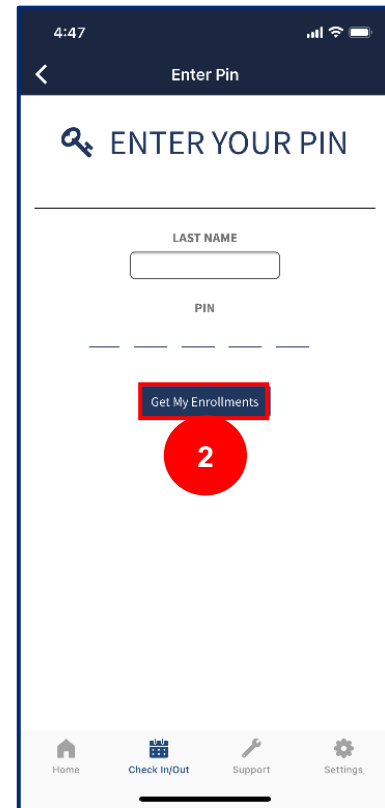 4:47
Enter Pin
ENTER YOUR PIN
LAST NAME
PIN
Get My Enrollments
2
Home Check In/Out Support Settings